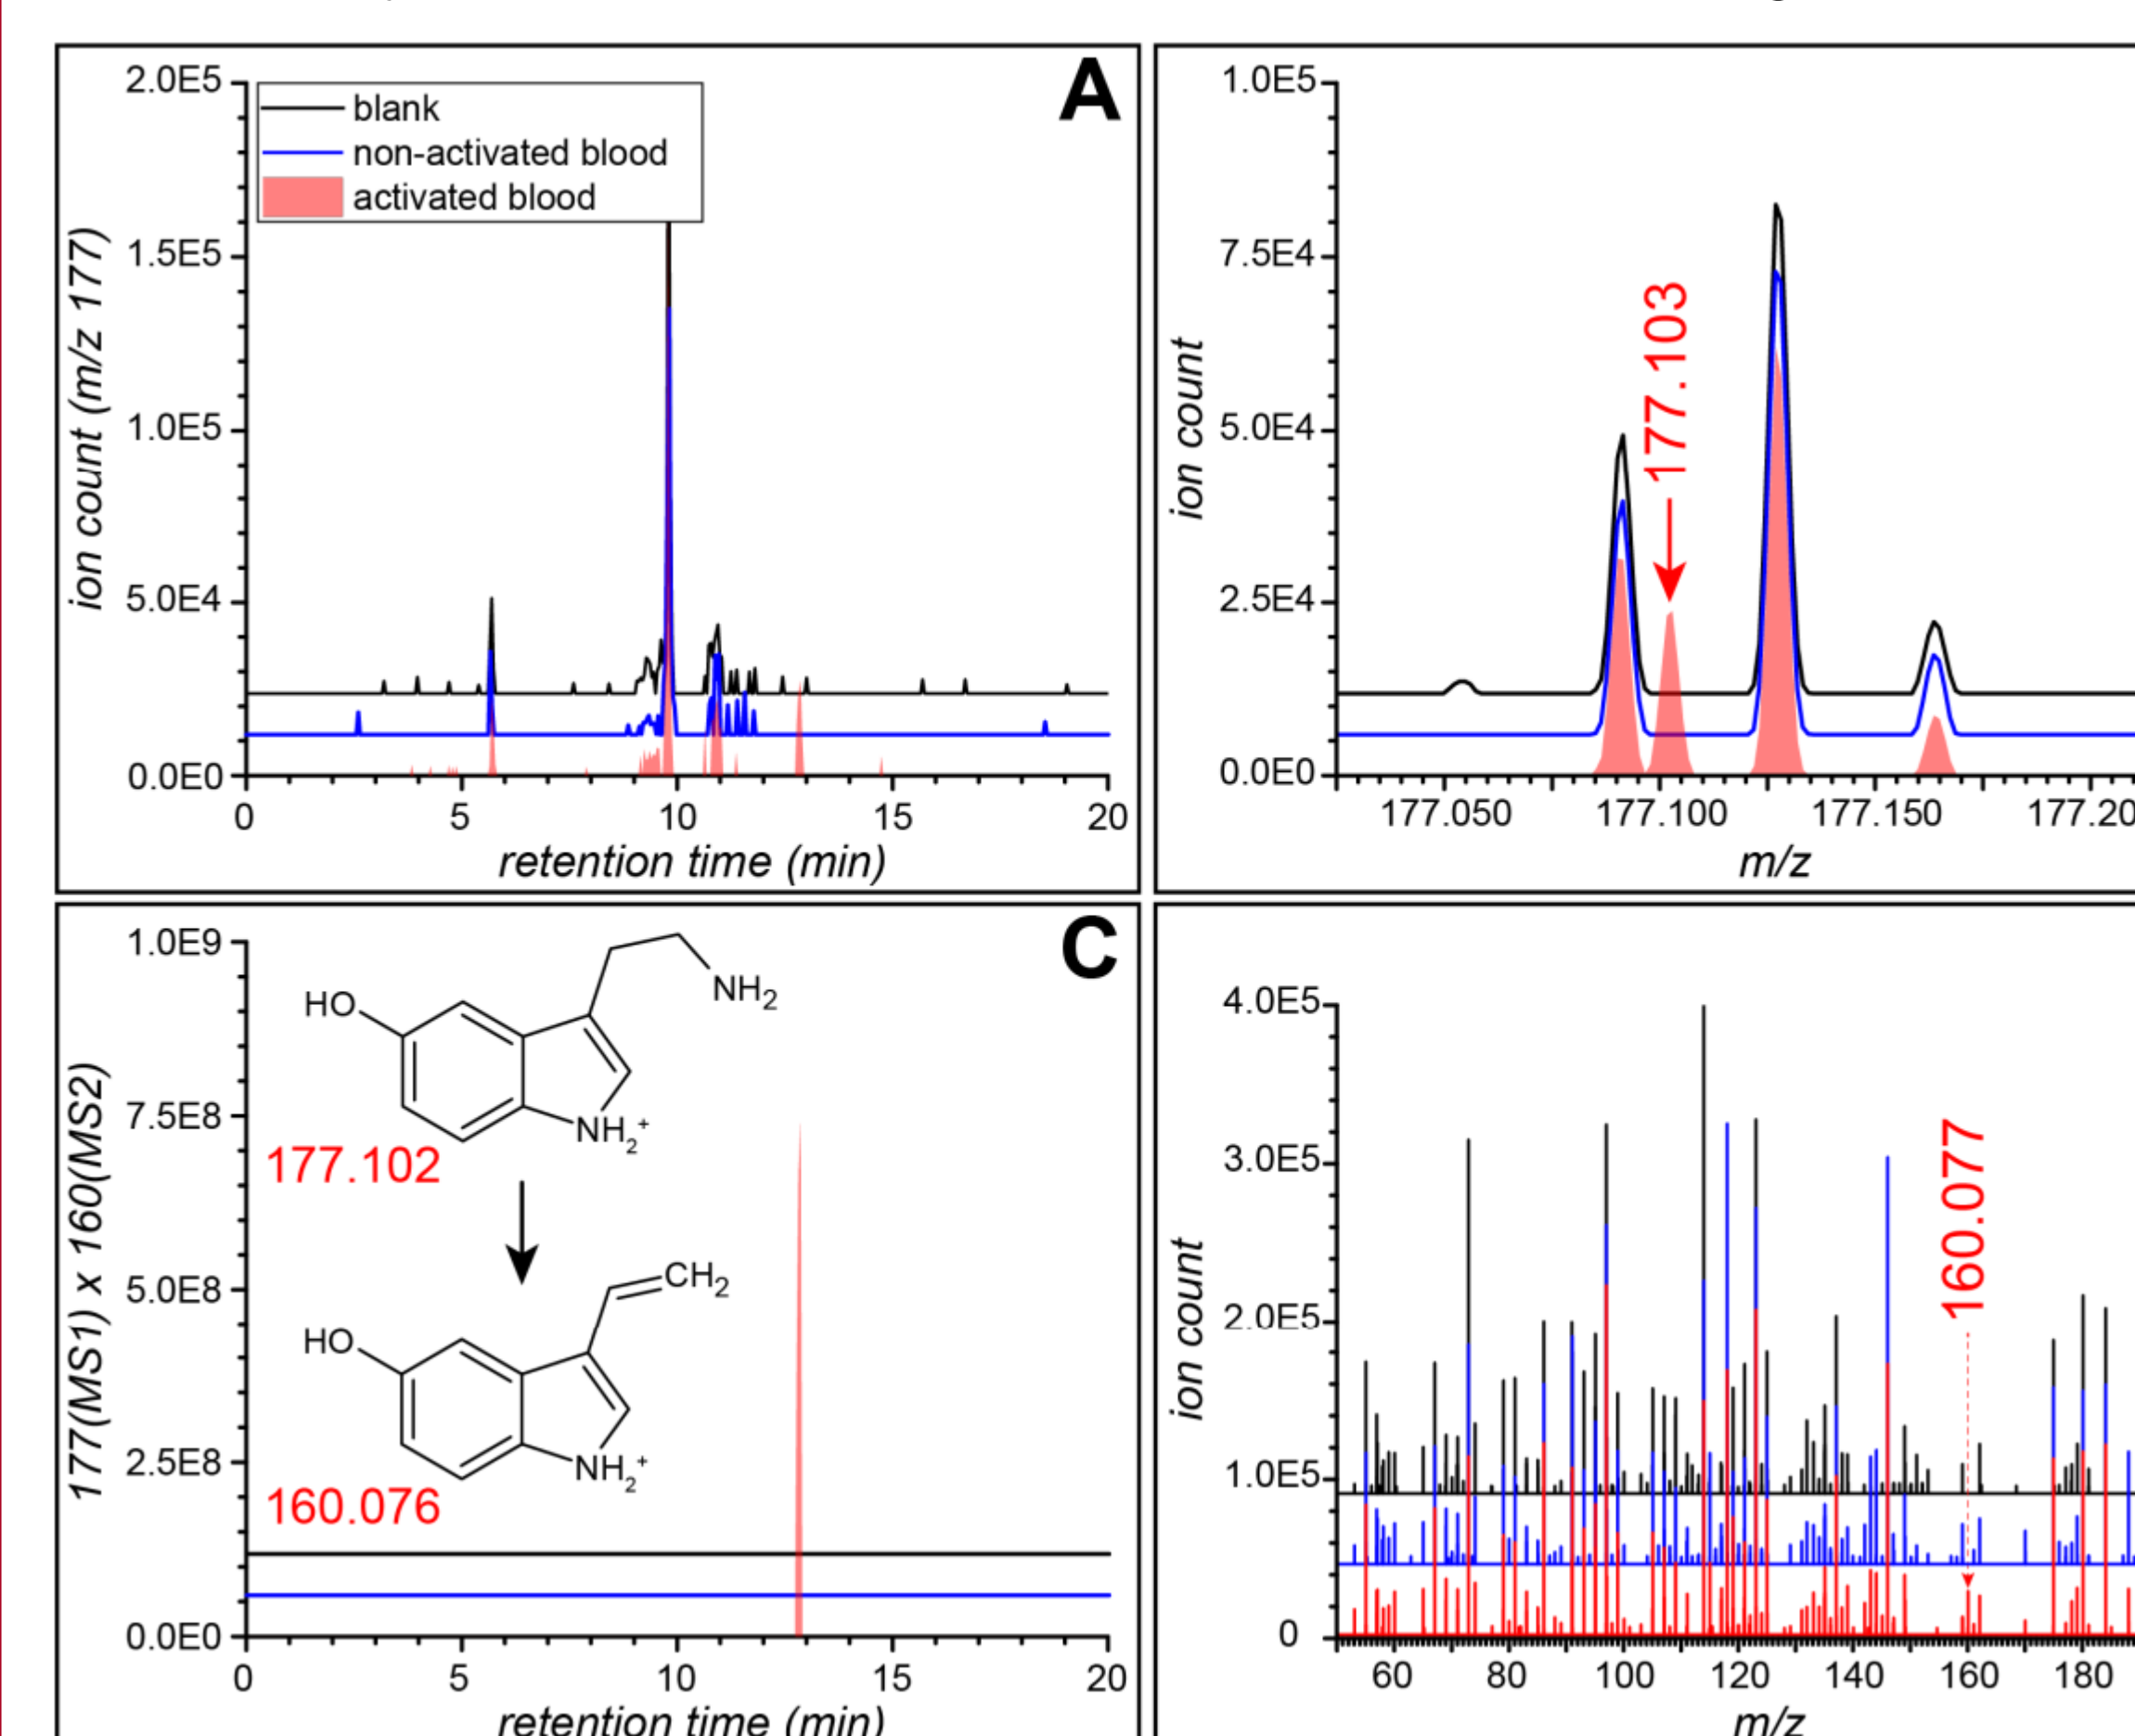 A
2.0E5
1.5E5
1.0E5
5.0E4
0.0E0
ion count (m/z 177)
blank
non-activated blood
activated blood
0 5 10 15 20
retention time (min)
1.0E5
7.5E4
5.0E4
2.5E4
0.0E0
ion count
177.103
177.050 177.100 177.150 177.20
m/z
C
1.0E9
7.5E8
5.0E8
2.5E8
0.0E0
177(MS1) x 160(MS2)
HO
NH2
NH2+
177.102
CH2
HO
NH2+
160.076
0 5 10 15 20
retention time (min)
4.0E5
3.0E5
2.0E5
1.0E5
0
ion count
160.077
60 80 100 120 140 160 180
m/z